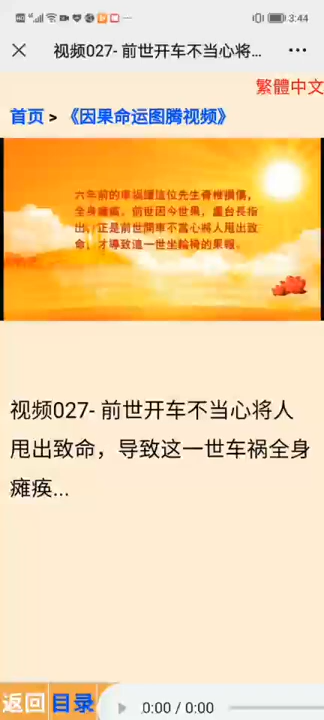 3:44
视频027- 前世开车不当心将...
繁體中文
首页 > 《因果命运图腾视频》
六年前的車禍讓這位先生脊椎損傷，
全身癱瘓。前世因今世果，盧台長指
出，正是前世開車不當心將人甩出致
命，才導致這一世坐輪椅的果報。
视频027- 前世开车不当心将人
甩出致命，导致这一世车祸全身
瘫痪...
返回 目录 0:00 / 0:00